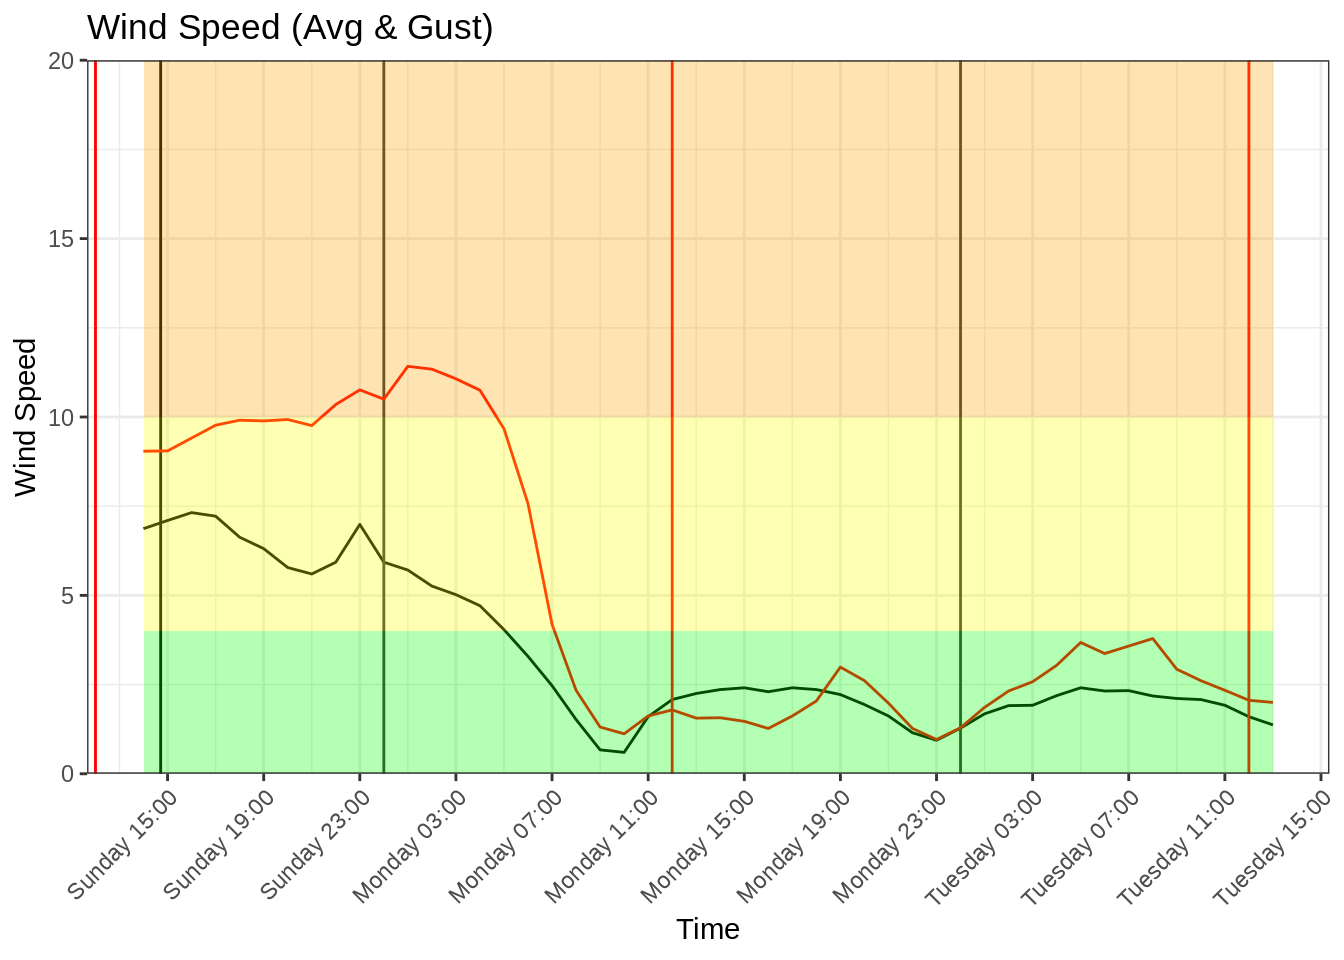 Wind Speed (Avg & Gust)
20
15
10
5
0
Wind Speed
Sunday 15:00
Sunday 19:00
Sunday 23:00
Monday 03:00
Monday 07:00
Monday 11:00
Monday 15:00
Monday 19:00
Monday 23:00
Tuesday 03:00
Tuesday 07:00
Tuesday 11:00
Tuesday 15:00
Time